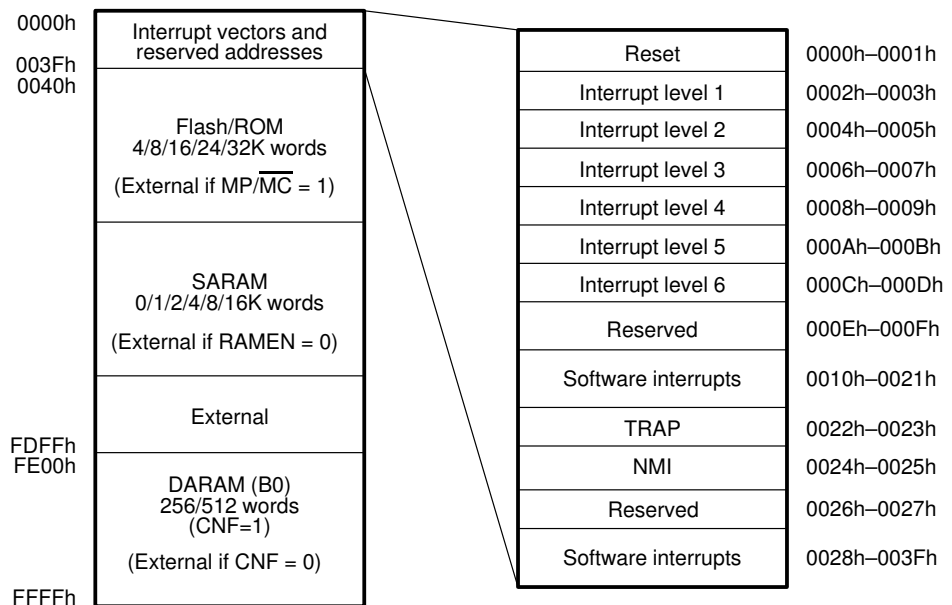 0000h
Interrupt vectors and
reserved addresses
003Fh
0040h
Flash/ROM
4/8/16/24/32K words
(External if MP/M̅C̅ = 1)
SARAM
0/1/2/4/8/16K words
(External if RAMEN = 0)
External
FDFFh
FE00h
DARAM (B0)
256/512 words
(CNF=1)
(External if CNF = 0)
FFFFh
Reset 0000h–0001h
Interrupt level 1 0002h–0003h
Interrupt level 2 0004h–0005h
Interrupt level 3 0006h–0007h
Interrupt level 4 0008h–0009h
Interrupt level 5 000Ah–000Bh
Interrupt level 6 000Ch–000Dh
Reserved 000Eh–000Fh
Software interrupts 0010h–0021h
TRAP 0022h–0023h
NMI 0024h–0025h
Reserved 0026h–0027h
Software interrupts 0028h–003Fh